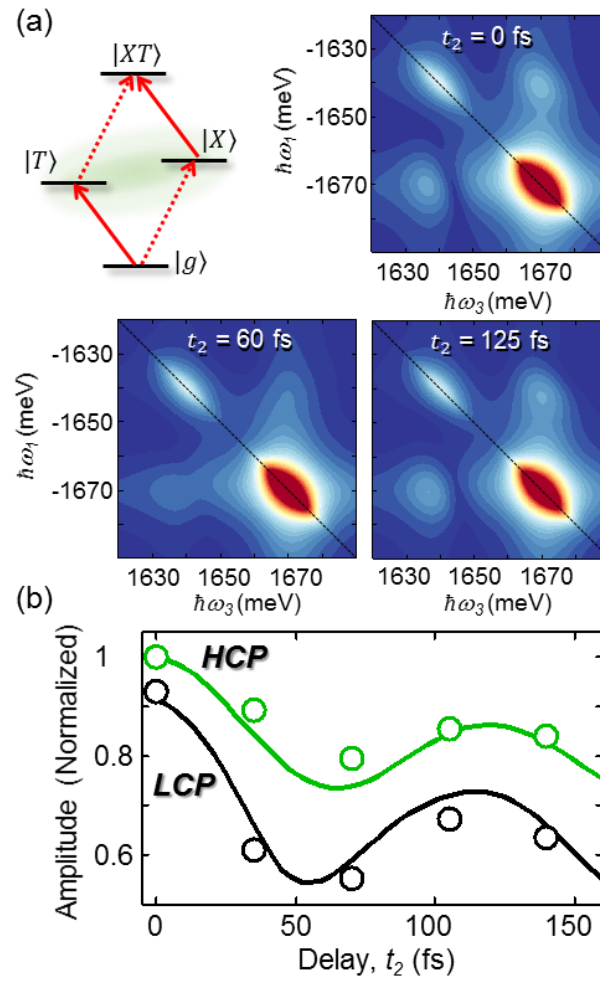 (a)
|XT⟩
|X⟩
|T⟩
|g⟩
t₂ = 0 fs
-1630
-1650
-1670
ħω₁ (meV)
1630 1650 1670
ħω₃ (meV)
t₂ = 60 fs
-1630
-1650
-1670
ħω₁ (meV)
1630 1650 1670
ħω₃ (meV)
t₂ = 125 fs
1630 1650 1670
ħω₃ (meV)
(b)
Amplitude (Normalized)
1
0.8
0.6
HCP
LCP
0 50 100 150
Delay, t₂ (fs)